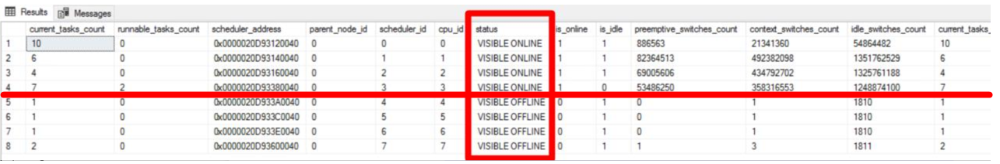 Results Messages
current_tasks_count runnable_tasks_count scheduler_address parent_node_id scheduler_id cpu_id status is_online is_idle preemptive_switches_count context_switches_count idle_switches_count current_tasks_
1 10 0 0x0000020D93120040 0 0 0 VISIBLE ONLINE 1 1 886563 21341360 54864482 10
2 6 0 0x0000020D93140040 0 1 1 VISIBLE ONLINE 1 1 82364513 492382098 1351762529 6
3 4 0 0x0000020D93160040 0 2 2 VISIBLE ONLINE 1 1 69005606 434792702 1325761188 4
4 7 2 0x0000020D93380040 0 3 3 VISIBLE ONLINE 1 0 53486250 358316553 1248874100 7
5 1 0 0x0000020D933A0040 0 4 4 VISIBLE OFFLINE 0 1 0 1 1810 1
6 1 0 0x0000020D933C0040 0 5 5 VISIBLE OFFLINE 0 1 0 1 1810 1
7 1 0 0x0000020D933E0040 0 6 6 VISIBLE OFFLINE 0 1 0 1 1810 1
8 2 0 0x0000020D93600040 0 7 7 VISIBLE OFFLINE 0 1 1 3 1811 2